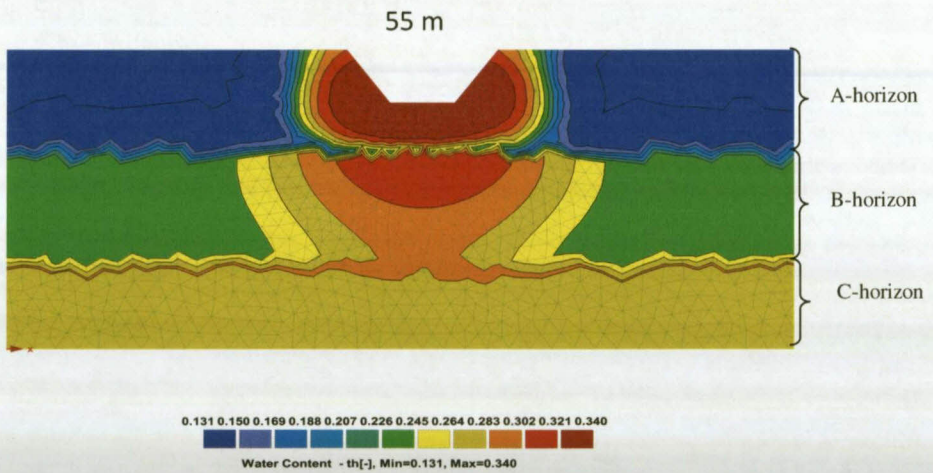 55 m
A-horizon
B-horizon
C-horizon
x
0.131 0.150 0.169 0.188 0.207 0.226 0.245 0.264 0.283 0.302 0.321 0.340
Water Content - th[-], Min=0.131, Max=0.340